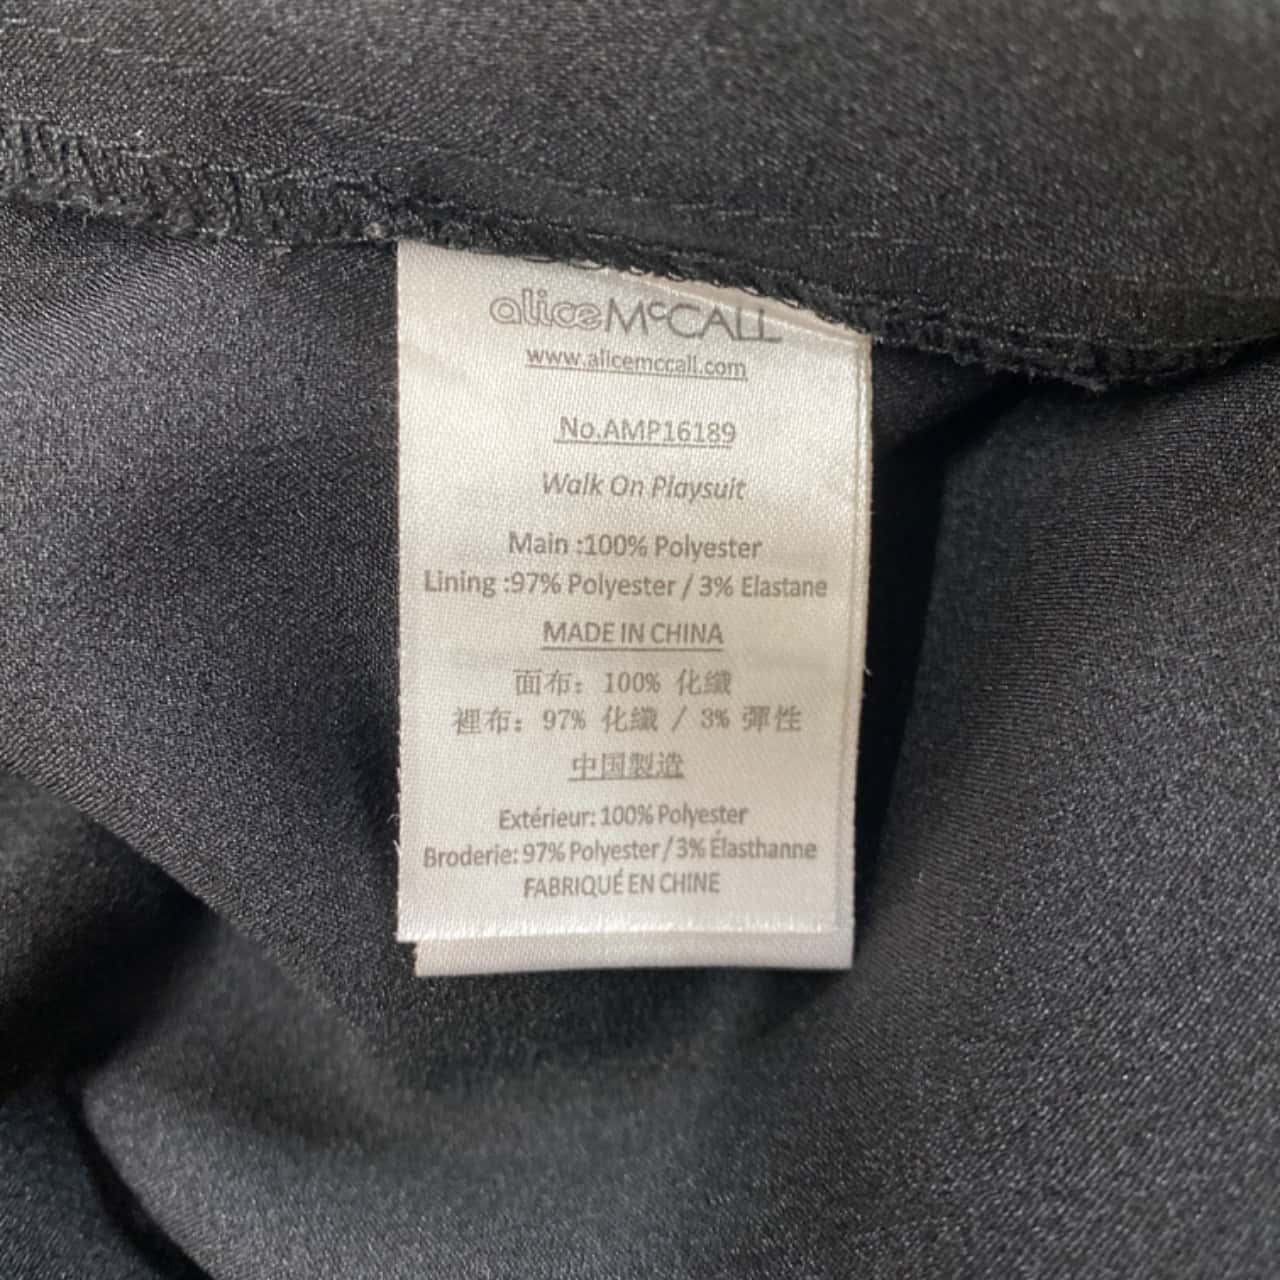 alice McCALL
www.alicemccall.com
No.AMP16189
Walk On Playsuit
Main :100% Polyester
Lining :97% Polyester / 3% Elastane
MADE IN CHINA
面布: 100% 化纖
裡布: 97% 化纖 / 3% 彈性
中国製造
Extérieur: 100% Polyester
Broderie: 97% Polyester / 3% Élasthanne
FABRIQUÉ EN CHINE